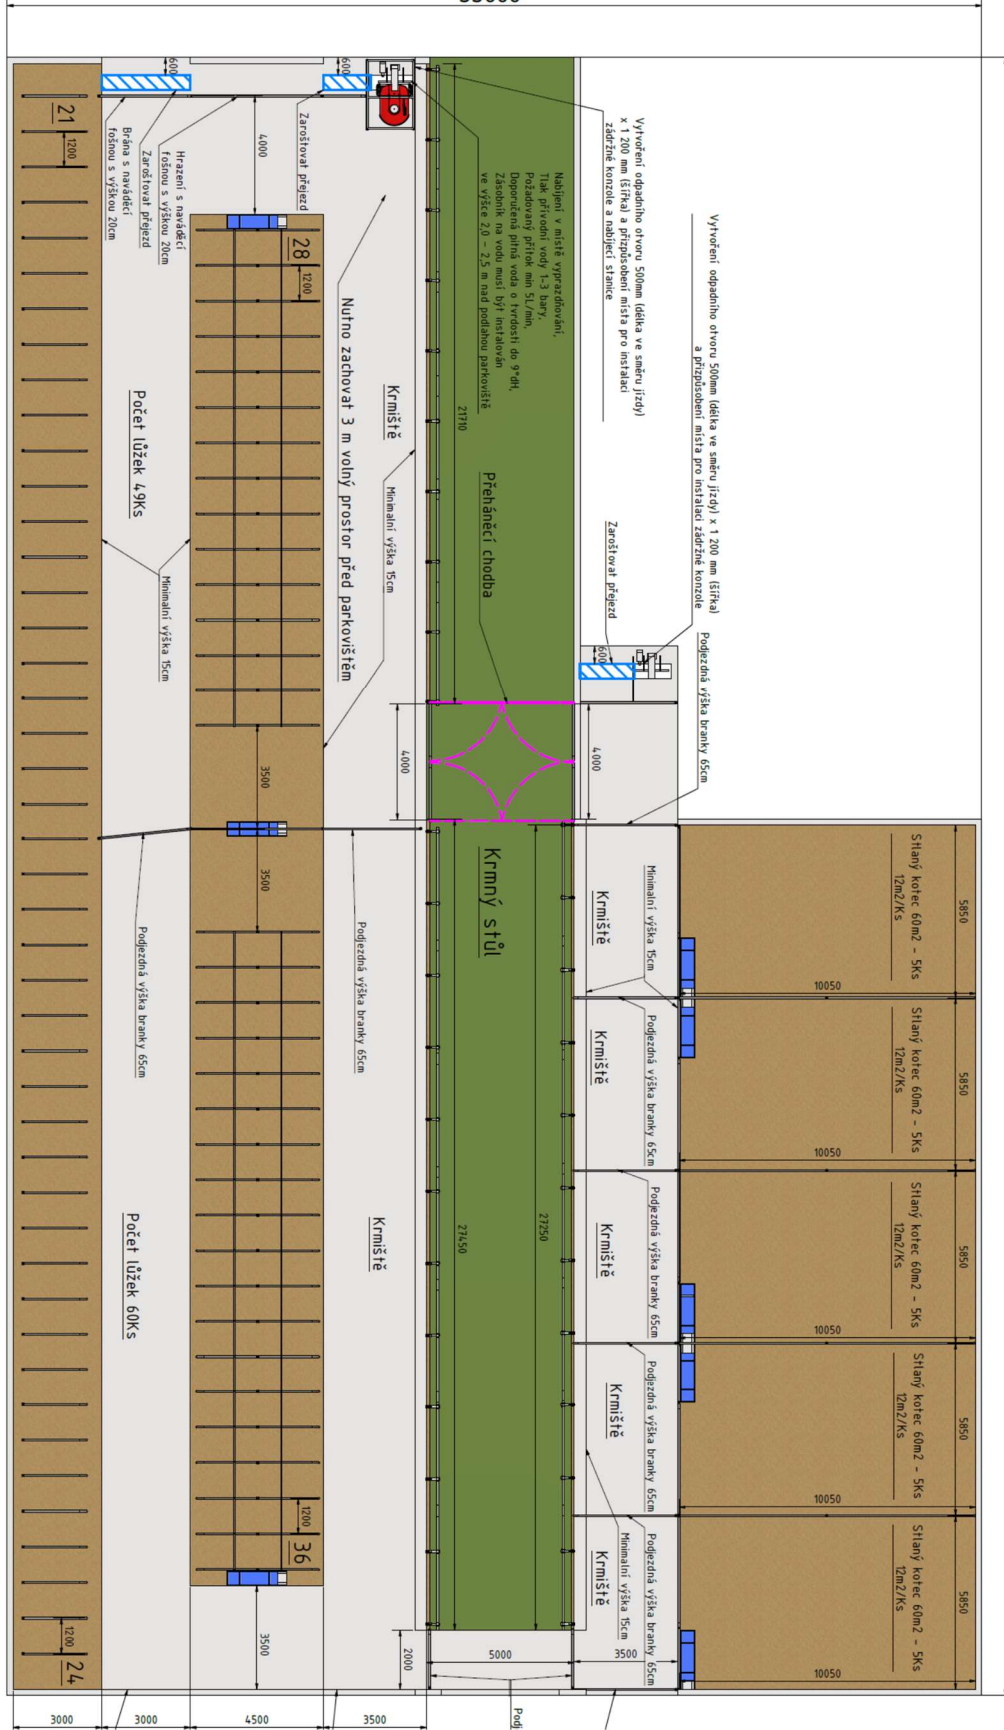 21
1200
Brána s naváděcí
fošnou s výškou 20cm
Zaroštovat přejezd
Hrazení s naváděcí
fošnou s výškou 20cm
600
4000
600
Zaroštovat přejezd
28
1200
Nabíjení v místě vyprazdňování,
Tlak přívodní vody 1-3 bary,
Požadovaný přítok min 5L/min,
Doporučená pitná voda o tvrdosti do 9°dH,
Zásobník na vodu musí být instalován
ve výšce 2,0 - 2,5 m nad podlahou parkoviště
Vytvoření odpadního otvoru 500mm (délka ve směru jízdy)
x 1 200 mm (šířka) a přizpůsobení místa pro instalaci
zádržné konzole a nabíjecí stanice
Vytvoření odpadního otvoru 500mm (délka ve směru jízdy) x 1 200 mm (šířka)
a přizpůsobení místa pro instalaci zádržné konzole
Nutno zachovat 3 m volný prostor před parkovištěm
Krmiště
21710
Počet lůžek 49Ks
Minimalní výška 15cm
Minimalní výška 15cm
Přeháněcí chodba
Zaroštovat přejezd
600
Podjezdná výška branky 65cm
4000
4000
3500
3500
Krmný stůl
Podjezdná výška branky 65cm
Podjezdná výška branky 65cm
Krmiště
Minimalní výška 15cm
Stlaný kotec 60m2 - 5Ks
12m2/Ks
5850
10050
Krmiště
Podjezdná výška branky 65cm
Stlaný kotec 60m2 - 5Ks
12m2/Ks
5850
10050
Krmiště
Podjezdná výška branky 65cm
Stlaný kotec 60m2 - 5Ks
12m2/Ks
5850
10050
Krmiště
Podjezdná výška branky 65cm
Stlaný kotec 60m2 - 5Ks
12m2/Ks
5850
10050
Krmiště
Minimalní výška 15cm
Podjezdná výška branky 65cm
Stlaný kotec 60m2 - 5Ks
12m2/Ks
5850
10050
Počet lůžek 60Ks
Krmiště
27450
27250
1200
36
1200
24
3500
2000
5000
3500
3000
3000
4500
3500
Podj